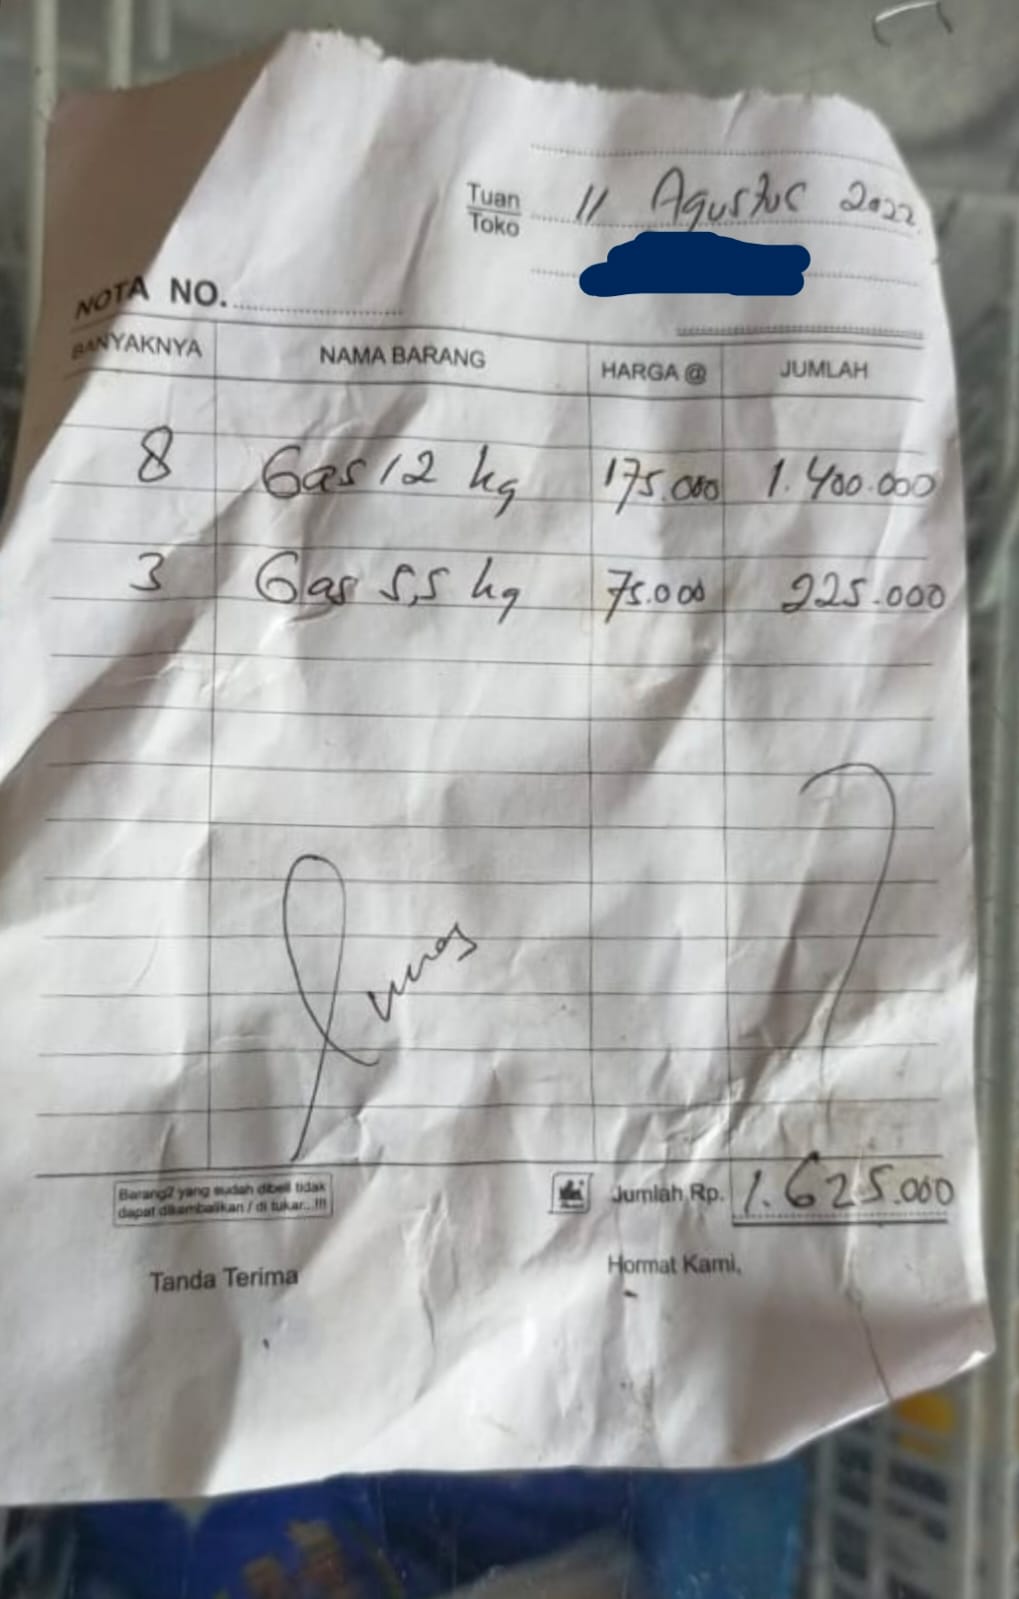 Tuan
Toko
11 Agustus 2022
NOTA NO.
BANYAKNYA NAMA BARANG HARGA @ JUMLAH
8 Gas 12 kg 175.000 1.400.000
3 Gas 5,5 kg 75.000 225.000
Lunas
Barang2 yang sudah dibeli tidak
dapat dikembalikan / di tukar...!!!
Jumlah Rp. 1.625.000
Tanda Terima
Hormat Kami,